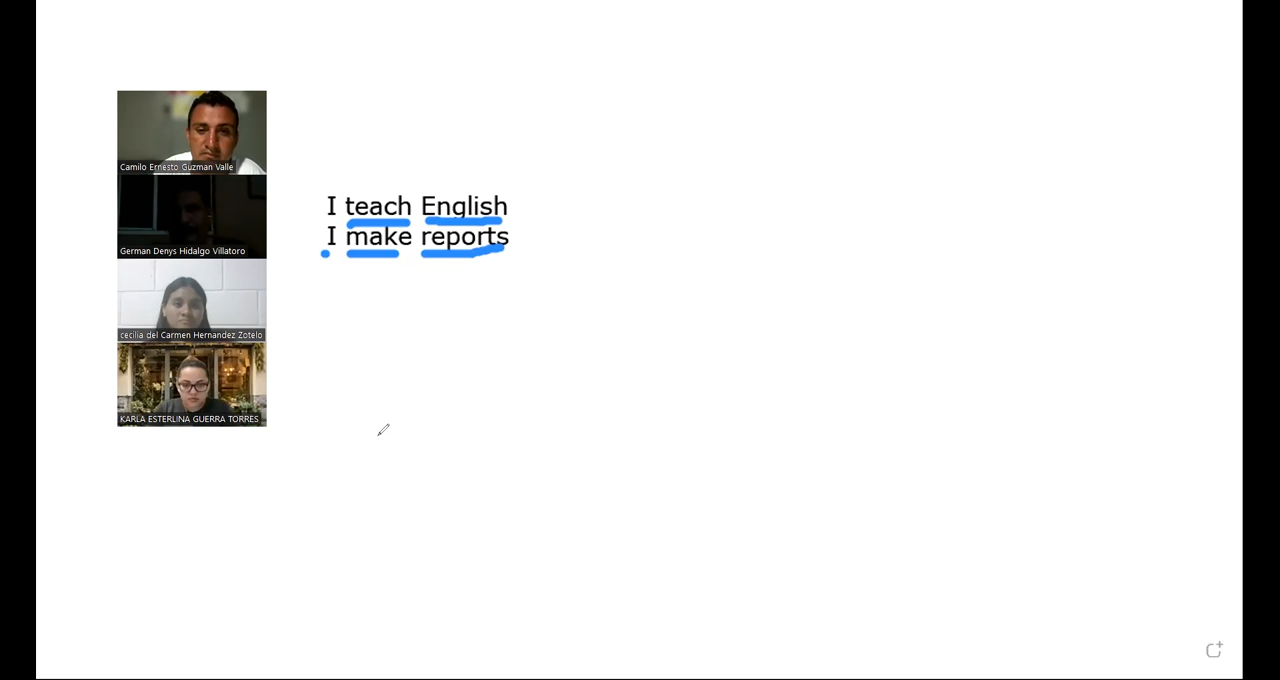 Camilo Ernesto Guzman Valle
German Denys Hidalgo Villatoro
cecilia del Carmen Hernandez Zotelo
KARLA ESTERLINA GUERRA TORRES
I teach English
I make reports